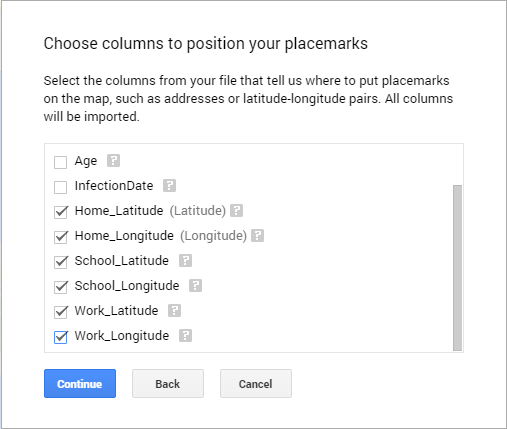 Choose columns to position your placemarks
Select the columns from your file that tell us where to put placemarks
on the map, such as addresses or latitude-longitude pairs. All columns
will be imported.
Age ?
InfectionDate ?
Home_Latitude (Latitude) ?
Home_Longitude (Longitude) ?
School_Latitude ?
School_Longitude ?
Work_Latitude ?
Work_Longitude ?
Continue Back Cancel